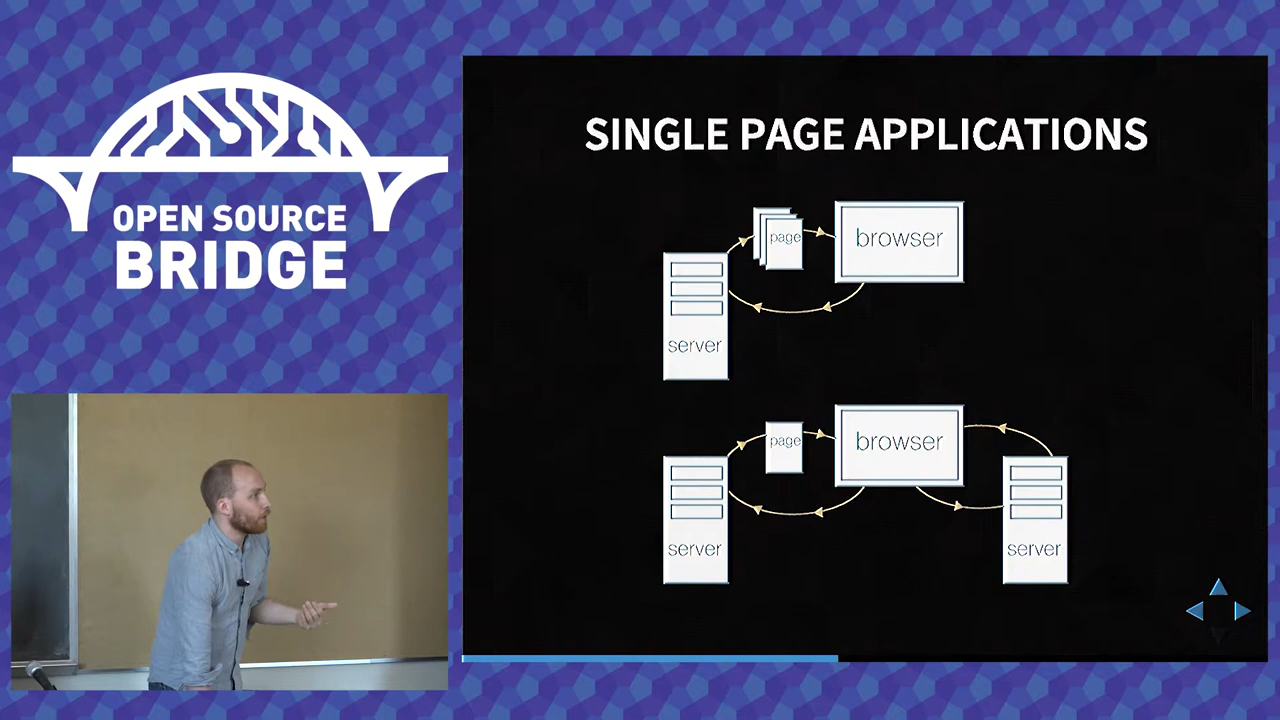 OPEN SOURCE
BRIDGE
SINGLE PAGE APPLICATIONS
page
browser
server
page
browser
server
server